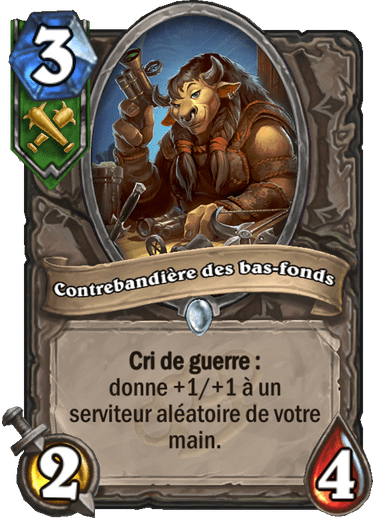 3
Contrebandière des bas-fonds
Cri de guerre :
donne +1/+1 à un
serviteur aléatoire de votre
main.
2
4